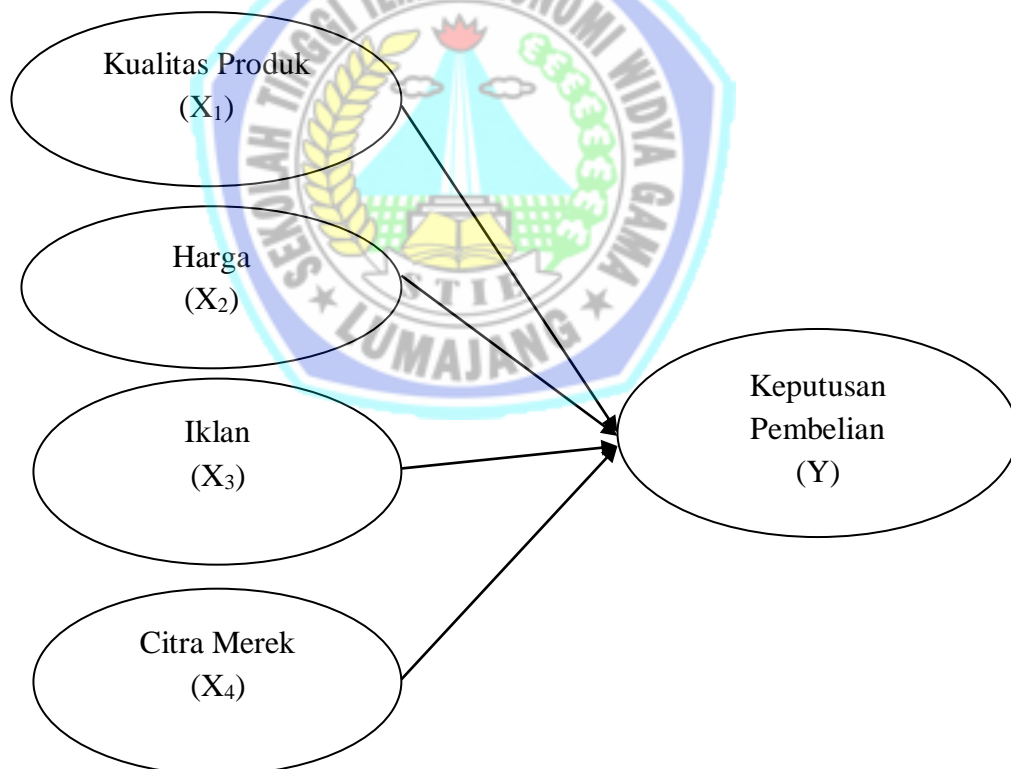 Kualitas Produk
(X₁)
Harga
(X₂)
Iklan
(X₃)
Citra Merek
(X₄)
Keputusan
Pembelian
(Y)
SEKOLAH TINGGI ILMU EKONOMI WIDYA GAMA
STIE
LUMAJANG